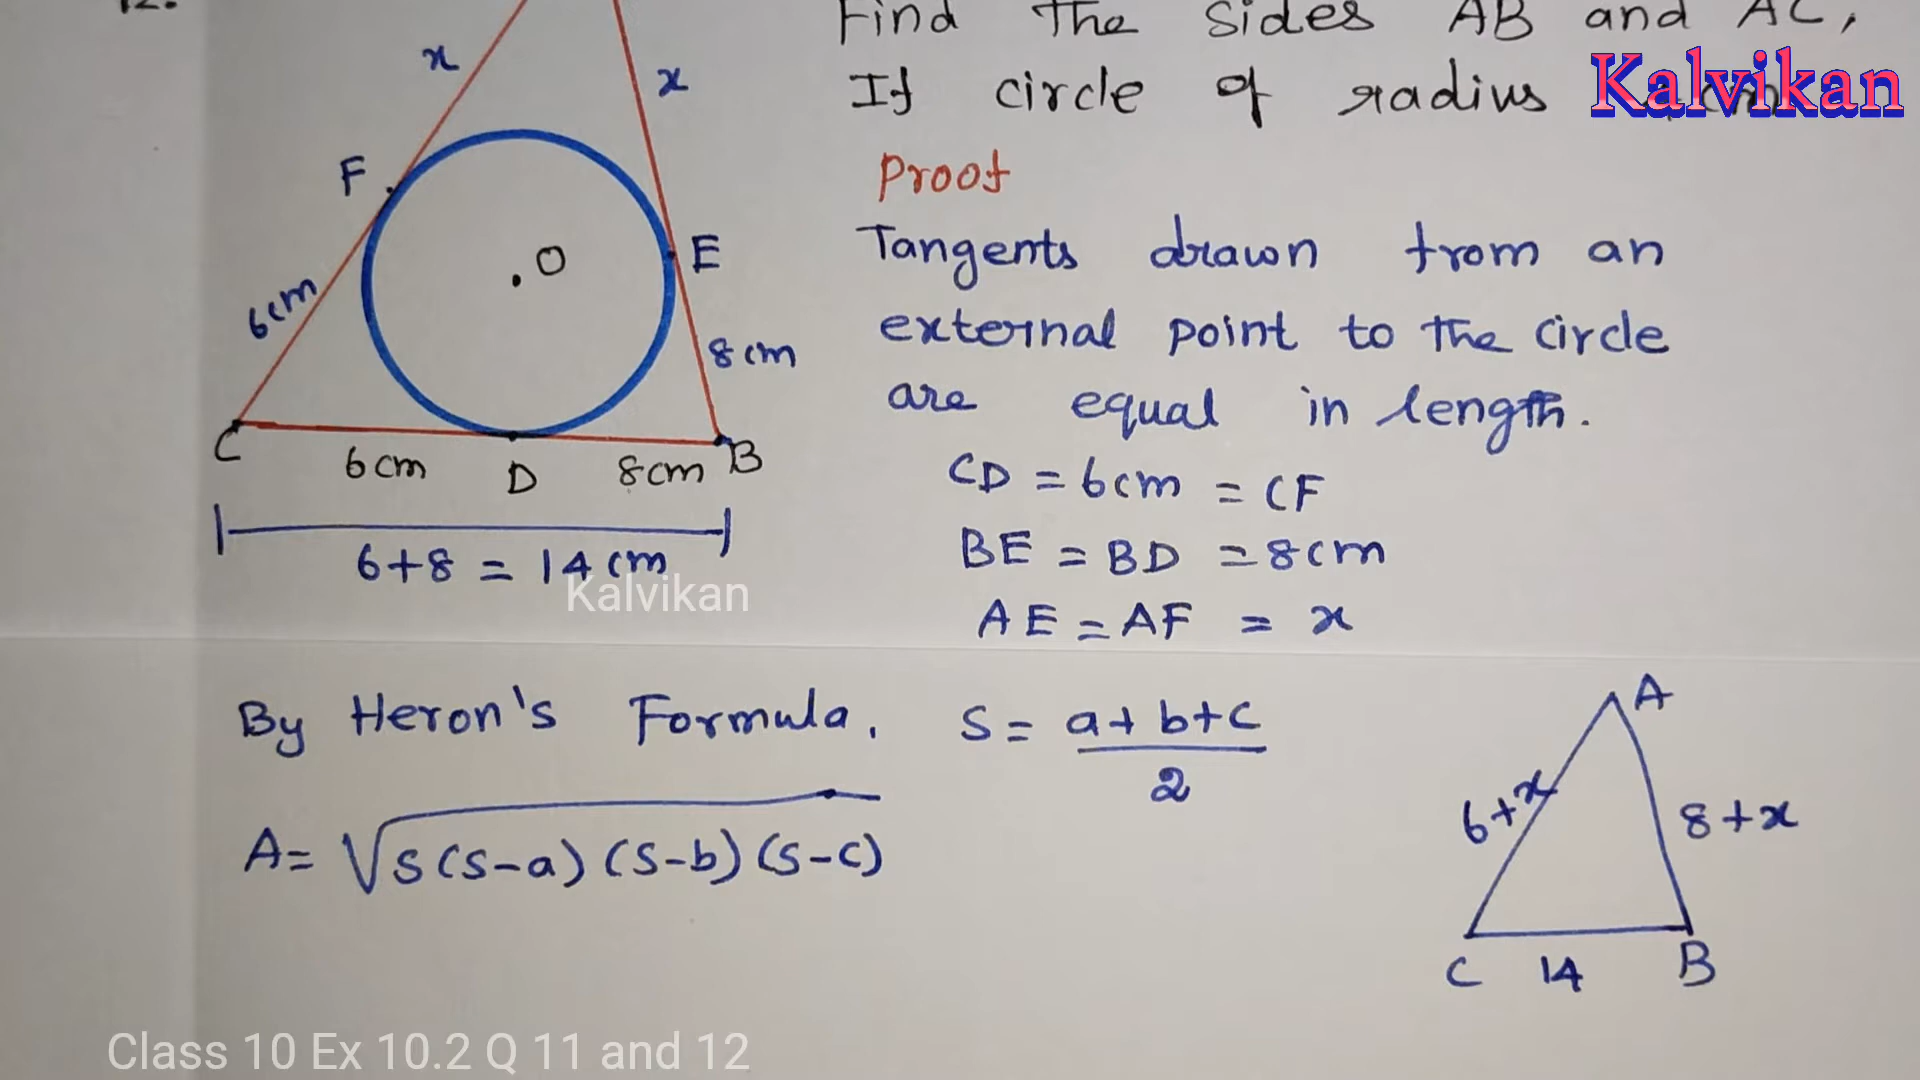 12.
Find the sides AB and AC,
If circle of radius
Kalvikan
x
x
Proof
F
Tangents drawn from an
E
.O
6cm
external point to the circle
8cm
are equal in length.
C
6cm
D
8cm
B
CD = 6cm = CF
6+8 = 14cm
BE = BD = 8cm
Kalvikan
AE = AF = x
By Heron's Formula, S = a+b+c
2
A
A= √S(S-a)(S-b)(S-c)
6+x
8+x
C
14
B
Class 10 Ex 10.2 Q 11 and 12